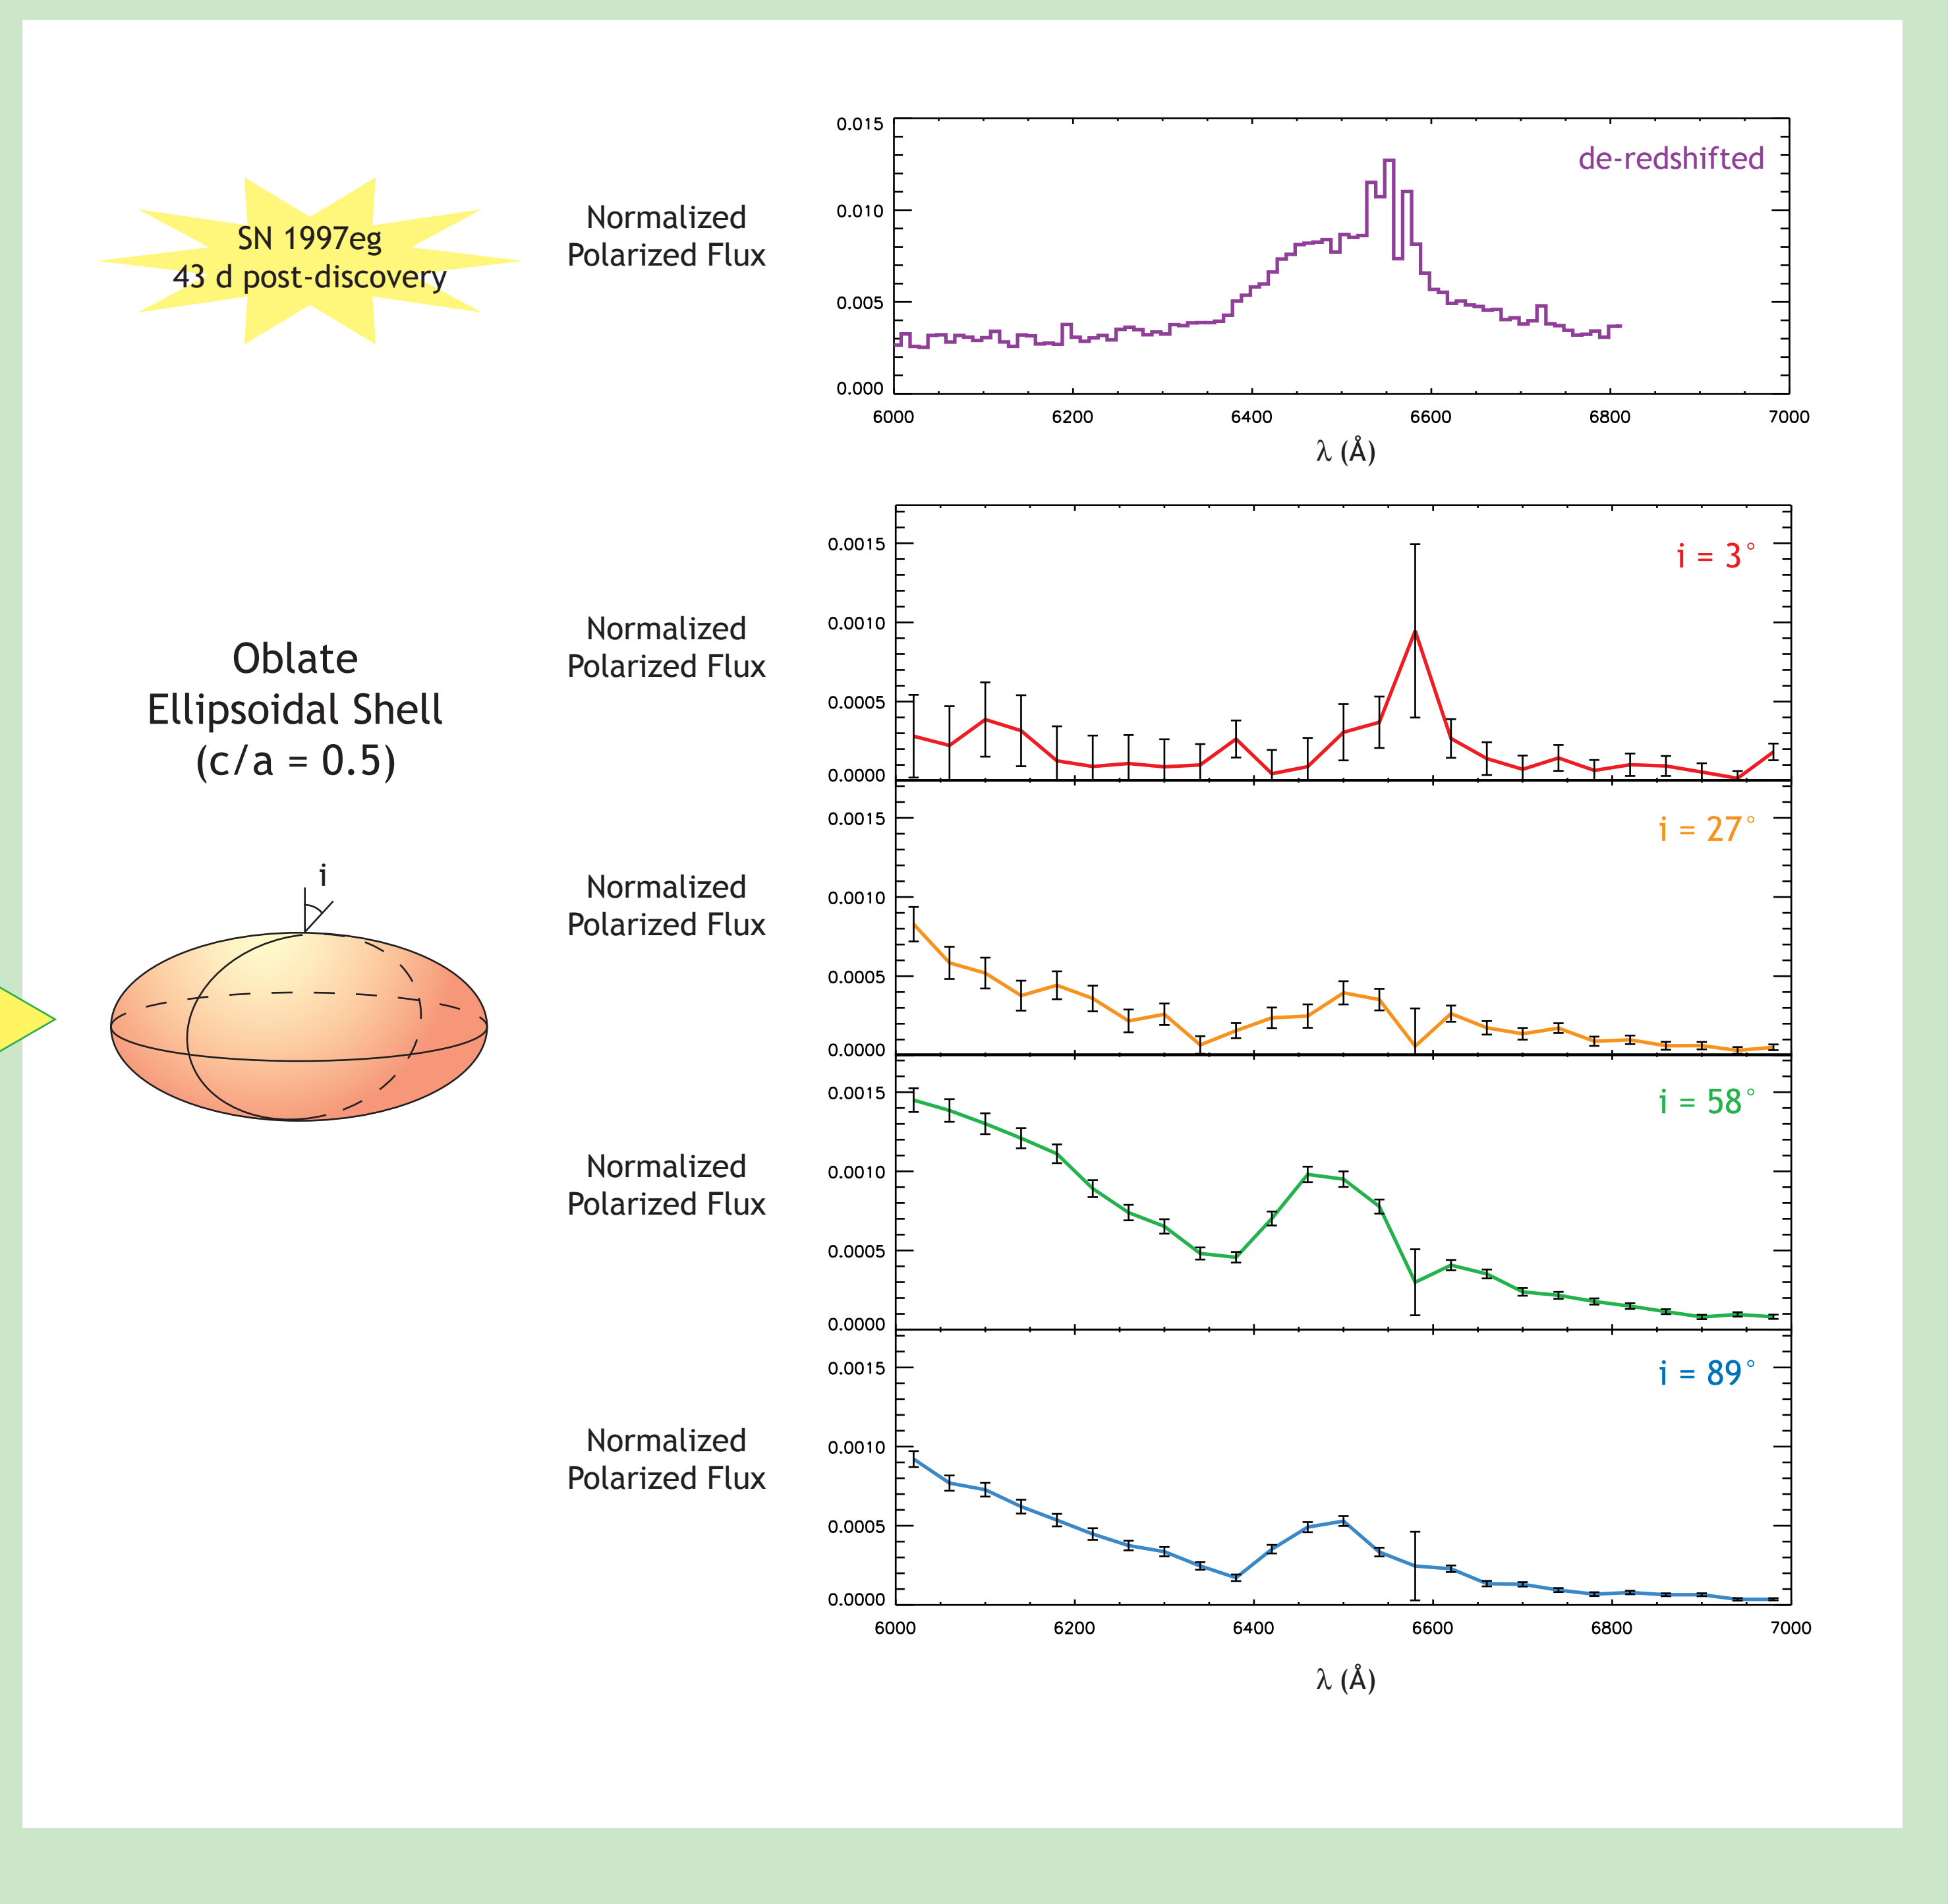 0.015
de-redshifted
SN 1997eg
43 d post-discovery
Normalized
Polarized Flux
0.010
0.005
0.000
6000 6200 6400 6600 6800 7000
λ (Å)
Oblate
Ellipsoidal Shell
(c/a = 0.5)
i
Normalized
Polarized Flux
0.0015
0.0010
0.0005
0.0000
i = 3°
Normalized
Polarized Flux
0.0015
0.0010
0.0005
0.0000
i = 27°
Normalized
Polarized Flux
0.0015
0.0010
0.0005
0.0000
i = 58°
Normalized
Polarized Flux
0.0015
0.0010
0.0005
0.0000
i = 89°
6000 6200 6400 6600 6800 7000
λ (Å)